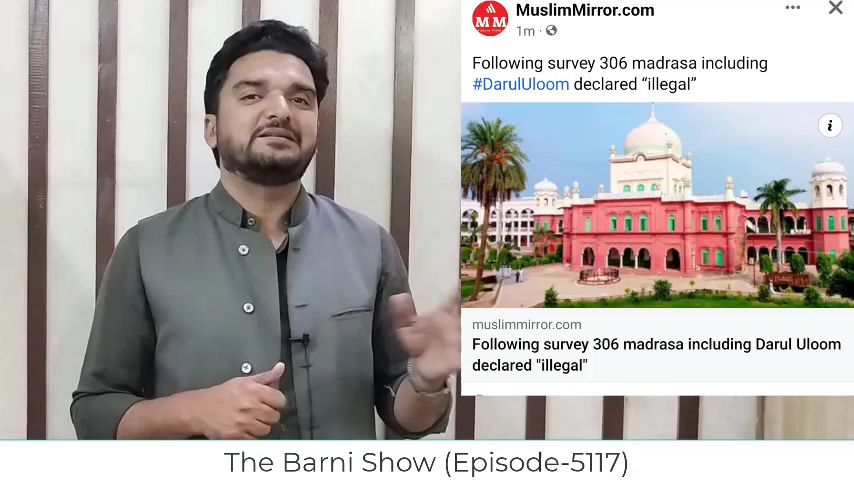 MuslimMirror.com
MM
1m
Following survey 306 madrasa including
#DarulUloom declared “illegal”
i
muslimmirror.com
Following survey 306 madrasa including Darul Uloom
declared "illegal"
The Barni Show (Episode-5117)